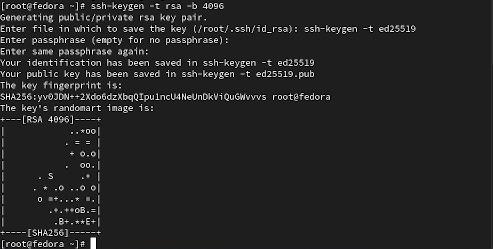 [root@fedora ~]# ssh-keygen -t rsa -b 4096
Generating public/private rsa key pair.
Enter file in which to save the key (/root/.ssh/id_rsa): ssh-keygen -t ed25519
Enter passphrase (empty for no passphrase):
Enter same passphrase again:
Your identification has been saved in ssh-keygen -t ed25519
Your public key has been saved in ssh-keygen -t ed25519.pub
The key fingerprint is:
SHA256:yv0JDN++2Xdo6dzXbqQIpu1ncU4NeUnDkViQuGWvvvs root@fedora
The key's randomart image is:
+---[RSA 4096]----+
|            ..*oo|
|           . = = |
|            + o.o|
|           .  oo.|
|      . S     .+ |
|     . * .o ..o o|
|      o =+...* =.|
|        .+.++oB.=|
|         .B+.**E+|
+----[SHA256]-----+
[root@fedora ~]#